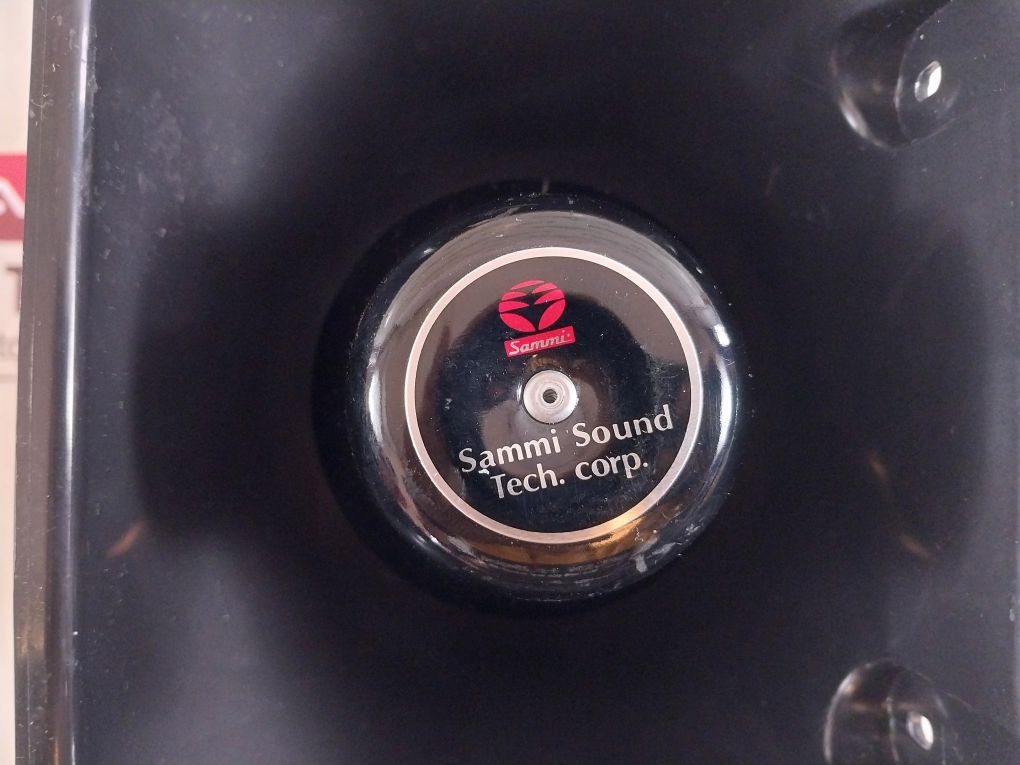 Sammi
Sammi Sound
Tech. corp.